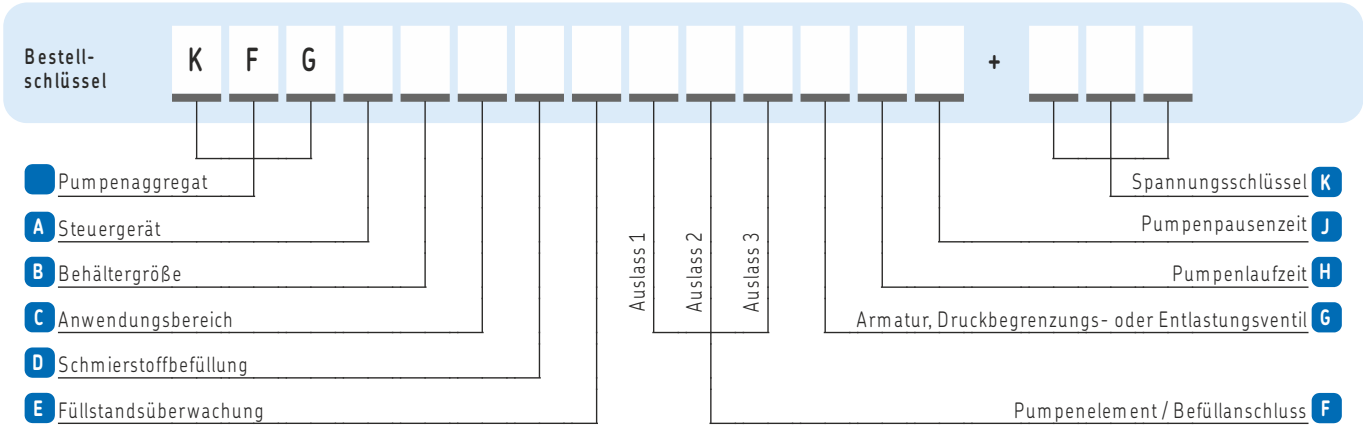 Bestell-
schlüssel
K F G +
Pumpenaggregat
A Steuergerät
B Behältergröße
C Anwendungsbereich
D Schmierstoffbefüllung
E Füllstandsüberwachung
Auslass 1
Auslass 2
Auslass 3
Spannungsschlüssel K
Pumpenpausenzeit J
Pumpenlaufzeit H
Armatur, Druckbegrenzungs- oder Entlastungsventil G
Pumpenelement / Befüllanschluss F